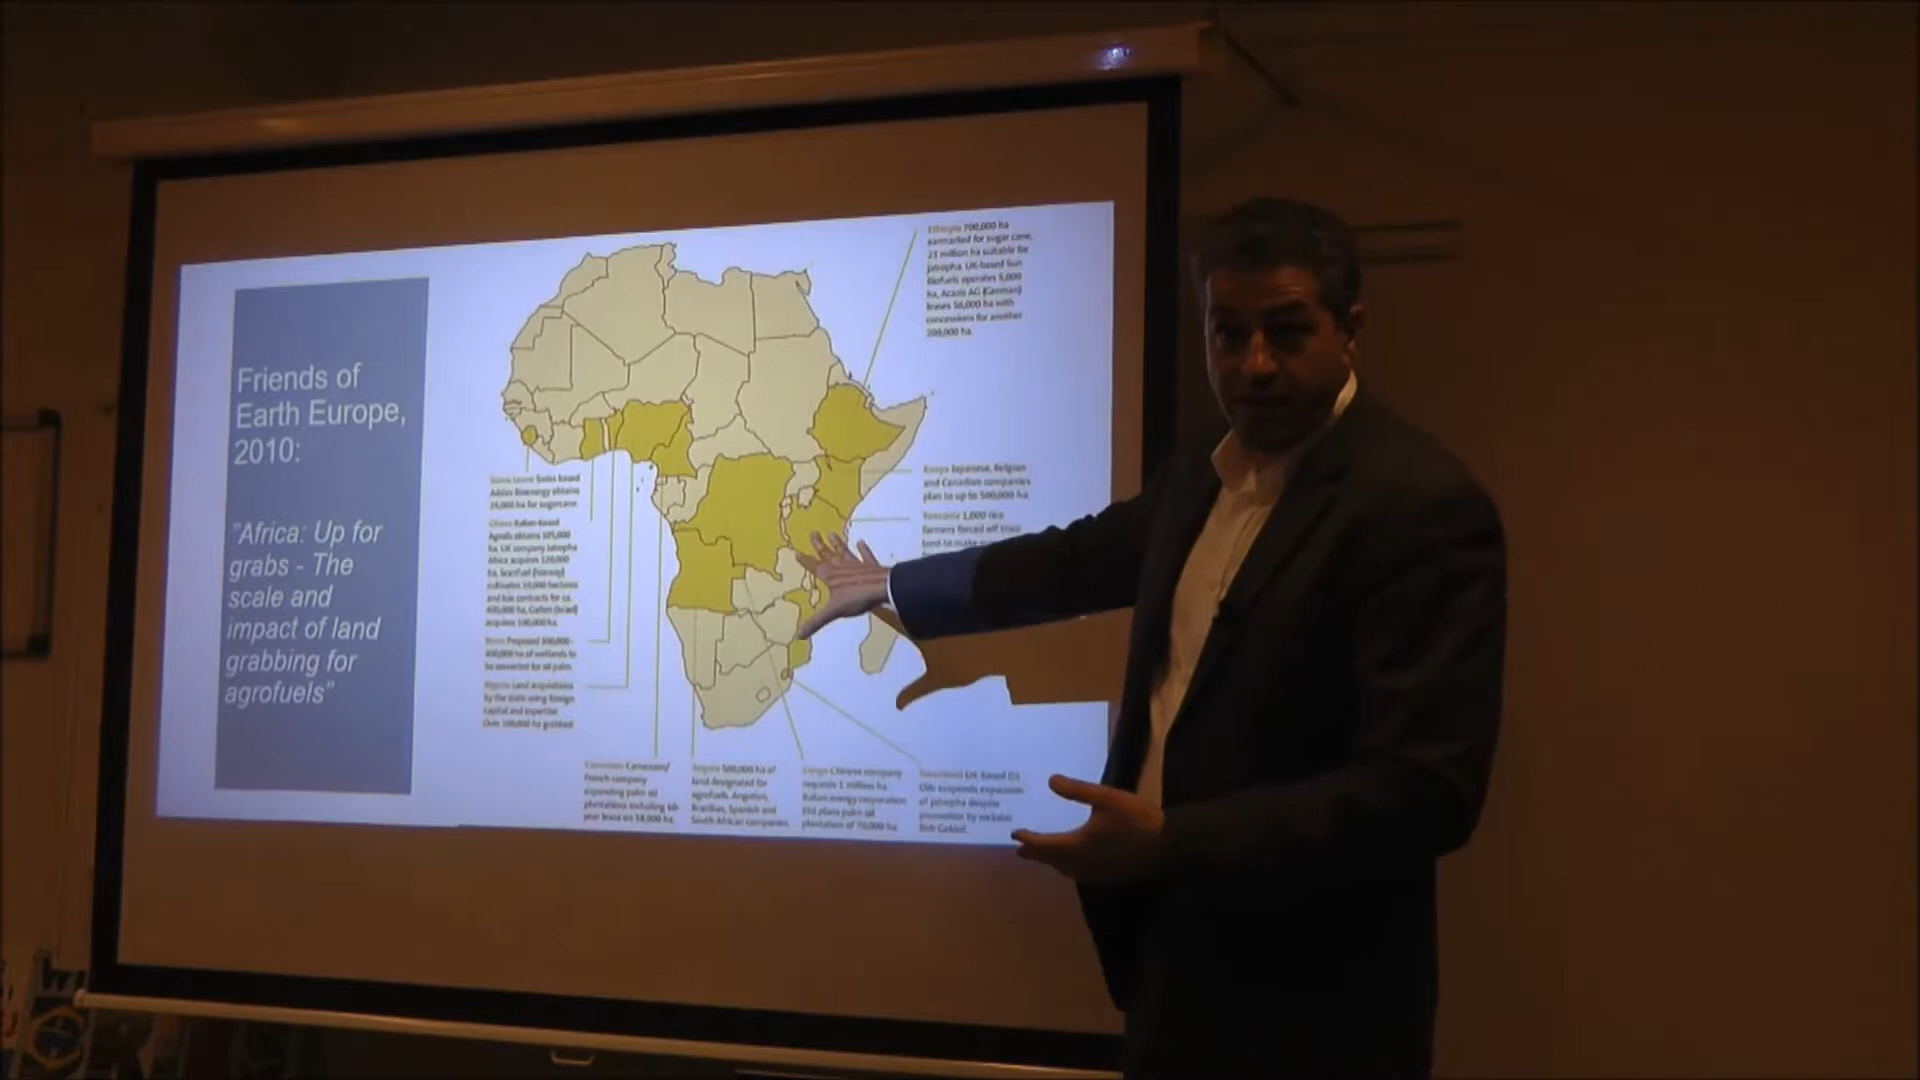 Friends of
Earth Europe,
2010:
"Africa: Up for
grabs - The
scale and
impact of land
grabbing for
agrofuels"
Ethiopia 700,000 ha
earmarked for sugar cane,
23 million ha suitable for
jatropha. UK-based Sun
Biofuels operates 5,000
ha, Acazis AG (German)
leases 56,000 ha with
concessions for another
200,000 ha.
Kenya Japanese, Belgian
and Canadian companies
plan to up to 500,000 ha.
Tanzania 1,000 rice
farmers forced off their
land to make
Sierra Leone Swiss based
Addax Bioenergy obtains
26,000 ha for sugarcane
Ghana Italian-based
Agroils obtains 105,000
ha, UK company Jatropha
Africa acquires 120,000
ha, ScanFuel (Norway)
cultivates 10,000 hectares
and has contracts for ca.
400,000 ha, Galten (Israel)
acquires 100,000 ha.
Benin Proposed 300,000 -
400,000 ha of wetlands to
be converted for oil palm.
Nigeria Land acquisitions
by the state using foreign
capital and expertise
Over 100,000 ha grabbed
Cameroon Cameroon/
French company
expanding palm oil
plantations including 60-
year lease on 58,000 ha.
Angola 500,000 ha of
land designated for
agrofuels. Angolan,
Brazilian, Spanish and
South African companies.
Congo Chinese company
requests 1 million ha
Italian energy corporation
ENI plans palm oil
plantation of 70,000 ha
Swaziland UK based D1
Oils suspends expansion
of jatropha despite
promotion by rockstar
Bob Geldof.